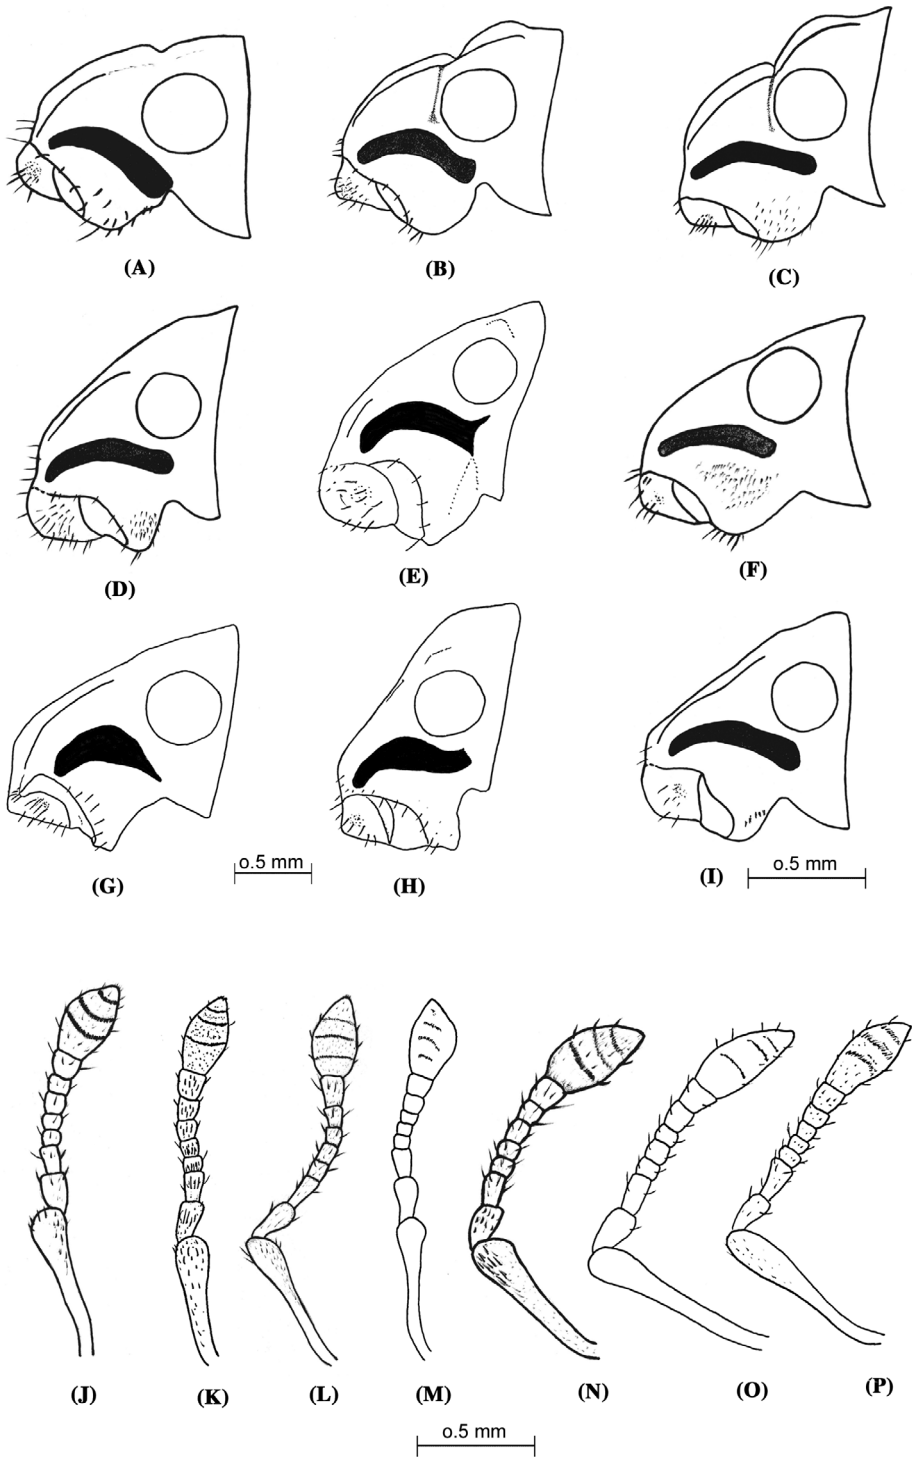 (A) (B) (C)
(D) (E) (F)
o.5 mm o.5 mm
(G) (H) (I)
(J) (K) (L) (M) (N) (O) (P)
o.5 mm